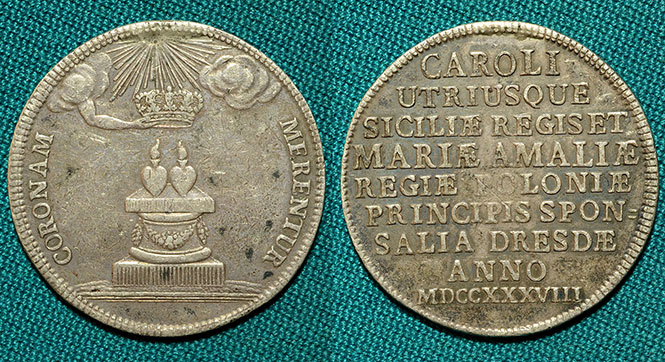 CORONAM
MERENTUR
CAROLI
UTRIUSQUE
SICILIÆ REGIS ET
MARIÆ AMALIÆ
REGIÆ POLONIÆ
PRINCIPIS SPON=
SALIA DRESDÆ
ANNO
MDCCXXXVIII